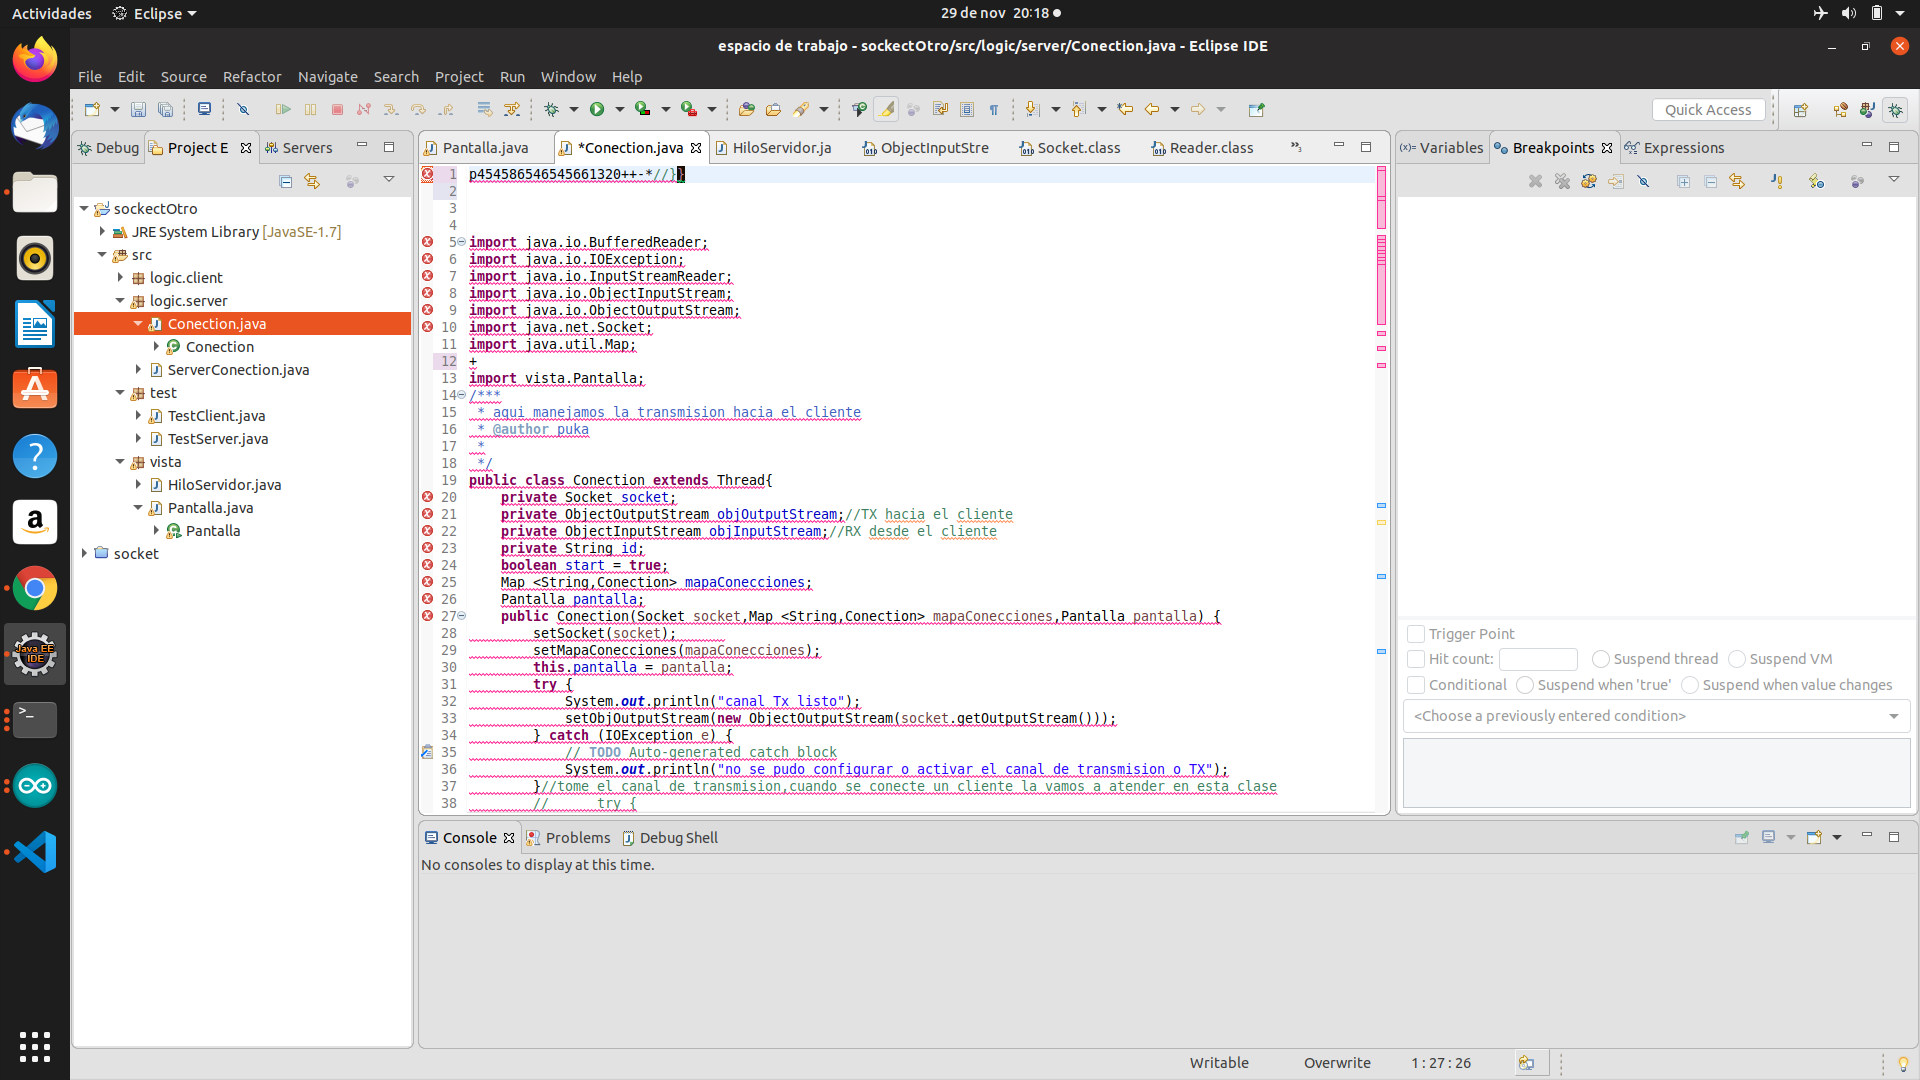 Actividades Eclipse 29 de nov 20:18
espacio de trabajo - sockectOtro/src/logic/server/Conection.java - Eclipse IDE
File Edit Source Refactor Navigate Search Project Run Window Help
Quick Access
Debug Project E Servers
sockectOtro
JRE System Library [JavaSE-1.7]
src
logic.client
logic.server
Conection.java
Conection
ServerConection.java
test
TestClient.java
TestServer.java
vista
HiloServidor.java
Pantalla.java
Pantalla
socket
Pantalla.java *Conection.java HiloServidor.ja ObjectInputStre Socket.class Reader.class »3
1 p454586546545661320++-*//}}
2
3
4
5 import java.io.BufferedReader;
6 import java.io.IOException;
7 import java.io.InputStreamReader;
8 import java.io.ObjectInputStream;
9 import java.io.ObjectOutputStream;
10 import java.net.Socket;
11 import java.util.Map;
12 +
13 import vista.Pantalla;
14 /***
15 * aqui manejamos la transmision hacia el cliente
16 * @author puka
17 *
18 */
19 public class Conection extends Thread{
20 private Socket socket;
21 private ObjectOutputStream objOutputStream;//TX hacia el cliente
22 private ObjectInputStream objInputStream;//RX desde el cliente
23 private String id;
24 boolean start = true;
25 Map <String,Conection> mapaConecciones;
26 Pantalla pantalla;
27 public Conection(Socket socket,Map <String,Conection> mapaConecciones,Pantalla pantalla) {
28 setSocket(socket);
29 setMapaConecciones(mapaConecciones);
30 this.pantalla = pantalla;
31 try {
32 System.out.println("canal Tx listo");
33 setObjOutputStream(new ObjectOutputStream(socket.getOutputStream()));
34 } catch (IOException e) {
35 // TODO Auto-generated catch block
36 System.out.println("no se pudo configurar o activar el canal de transmision o TX");
37 }//tome el canal de transmision,cuando se conecte un cliente la vamos a atender en esta clase
38 // try {
(x)= Variables Breakpoints Expressions
Trigger Point
Hit count: Suspend thread Suspend VM
Conditional Suspend when 'true' Suspend when value changes
<Choose a previously entered condition>
Console Problems Debug Shell
No consoles to display at this time.
Writable Overwrite 1 : 27 : 26
Java EE
IDE